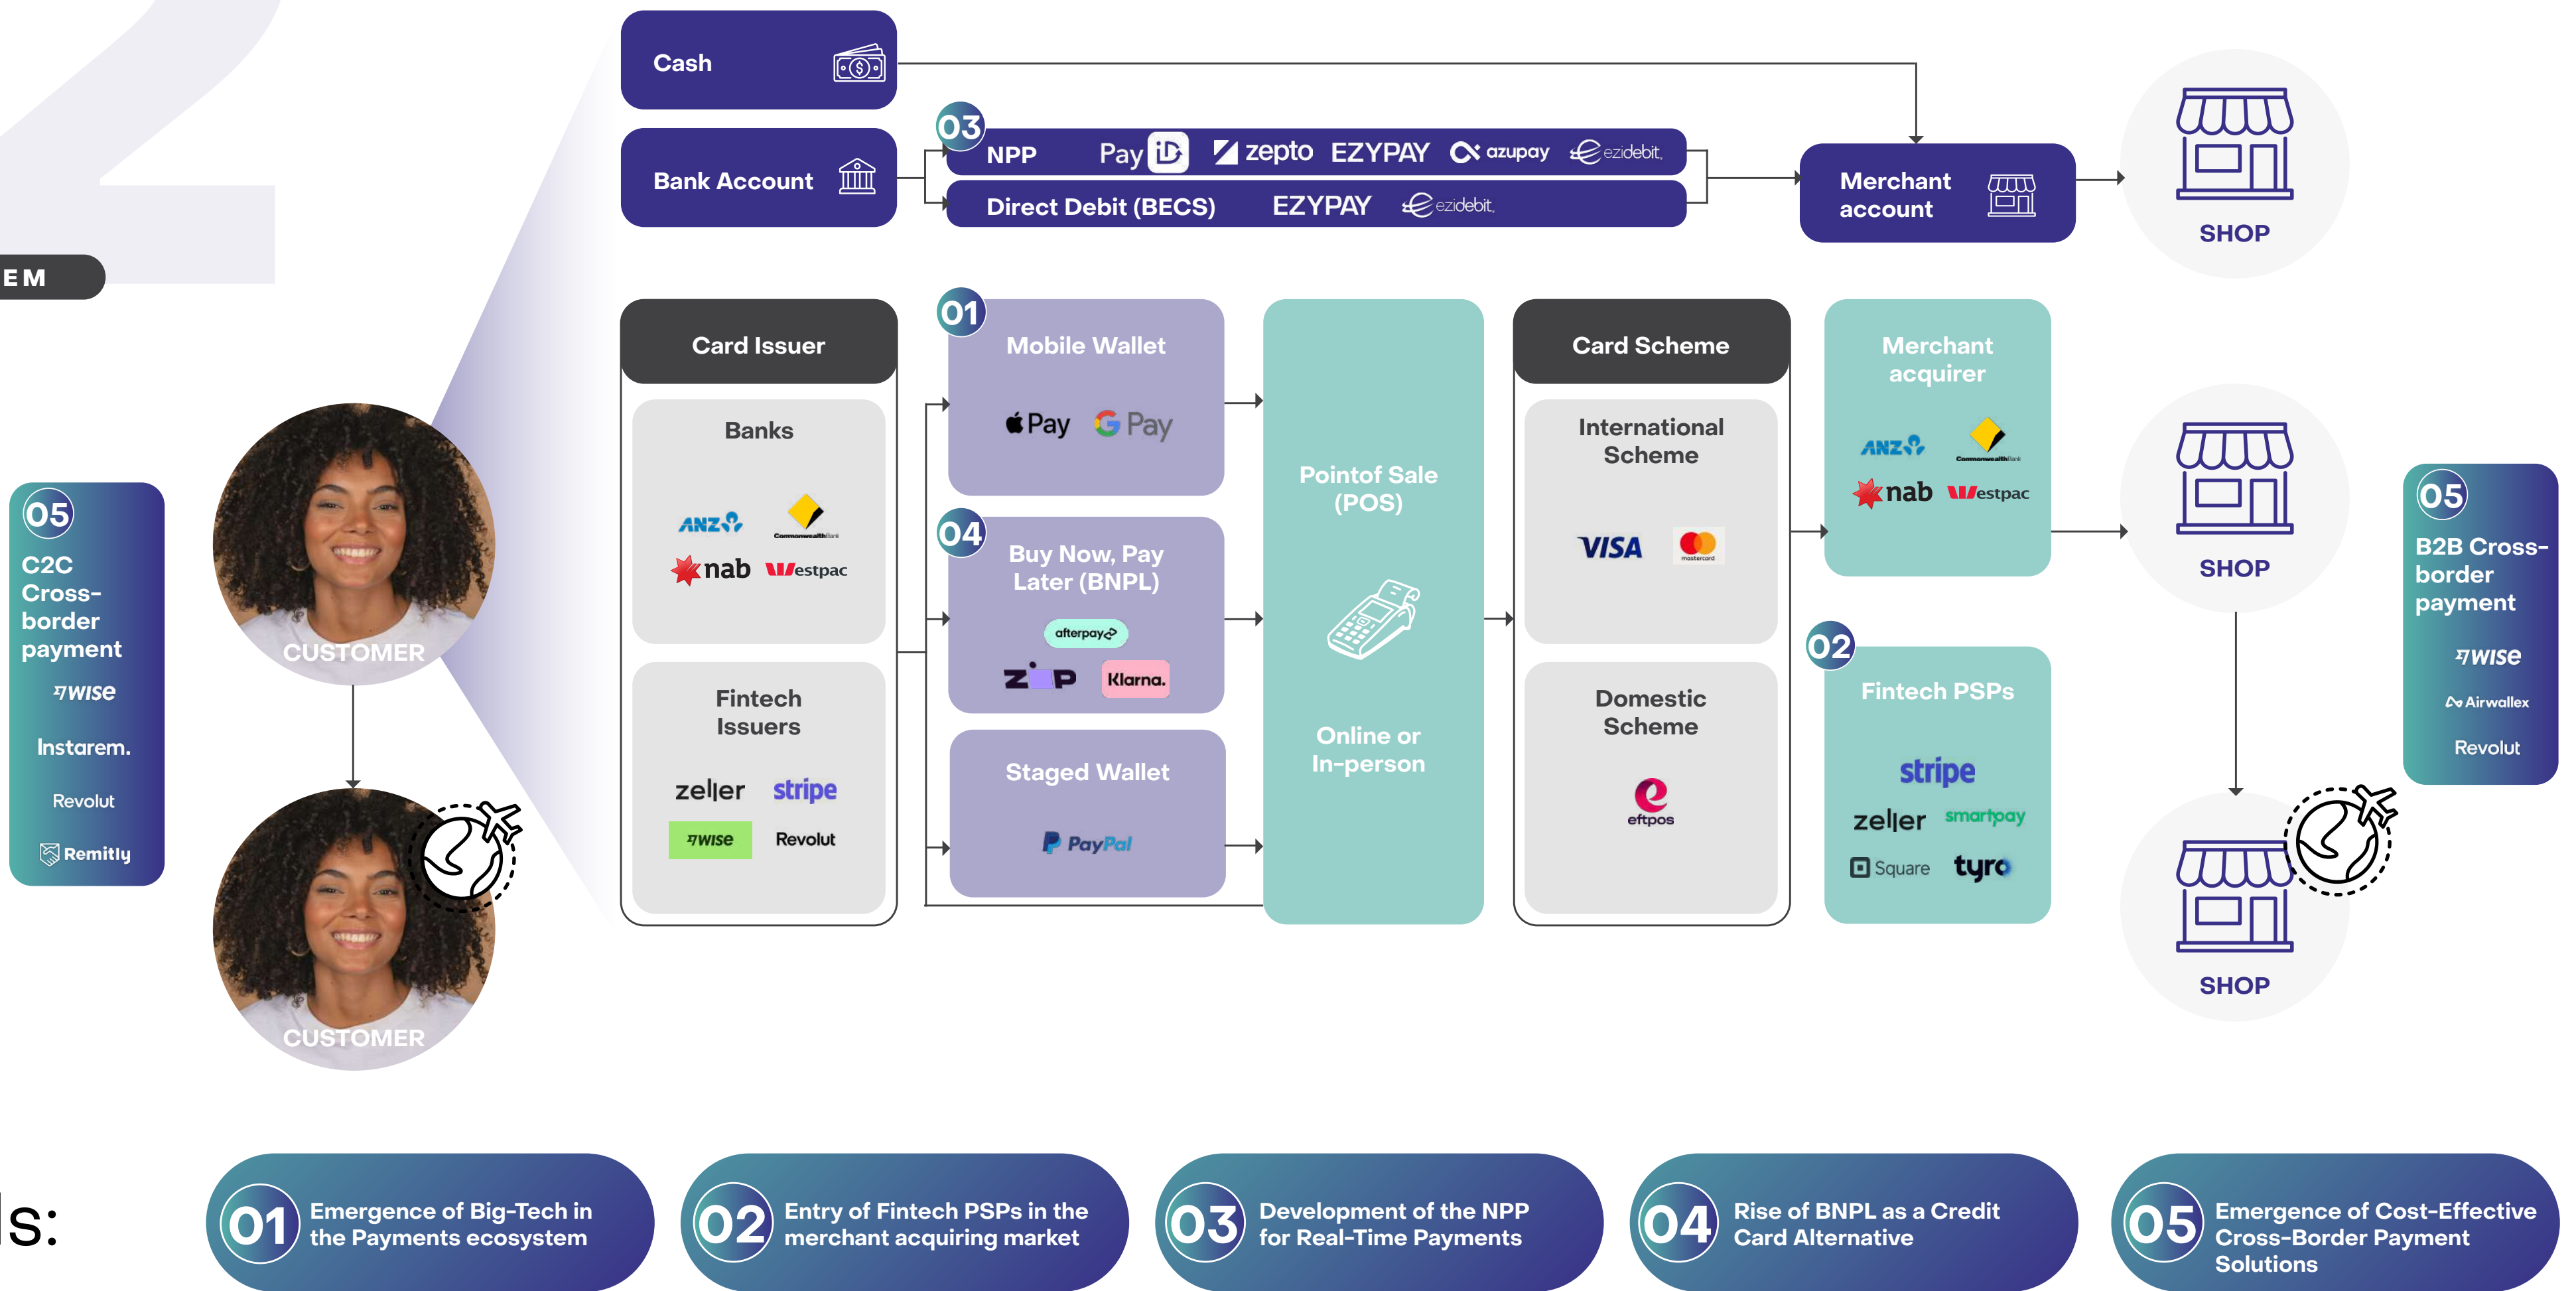 2
EM
Cash
Bank Account
03
NPP
Pay iD
zepto
EZYPAY
azupay
ezidebit.
Direct Debit (BECS)
EZYPAY
ezidebit.
Merchant
account
SHOP
Card Issuer
Banks
ANZ
CommonwealthBank
nab
Westpac
Fintech
Issuers
zeller
stripe
wise
Revolut
01
Mobile Wallet
Pay
G Pay
04
Buy Now, Pay
Later (BNPL)
afterpay
zip
Klarna.
Staged Wallet
PayPal
Pointof Sale
(POS)
Online or
In-person
Card Scheme
International
Scheme
VISA
mastercard
Domestic
Scheme
e
eftpos
Merchant
acquirer
ANZ
CommonwealthBank
nab
Westpac
02
Fintech PSPs
stripe
zeller
smartpay
Square
tyro
SHOP
SHOP
05
C2C
Cross-
border
payment
wise
Instarem.
Revolut
Remitly
CUSTOMER
CUSTOMER
05
B2B Cross-
border
payment
wise
Airwallex
Revolut
s:
01
Emergence of Big-Tech in
the Payments ecosystem
02
Entry of Fintech PSPs in the
merchant acquiring market
03
Development of the NPP
for Real-Time Payments
04
Rise of BNPL as a Credit
Card Alternative
05
Emergence of Cost-Effective
Cross-Border Payment
Solutions